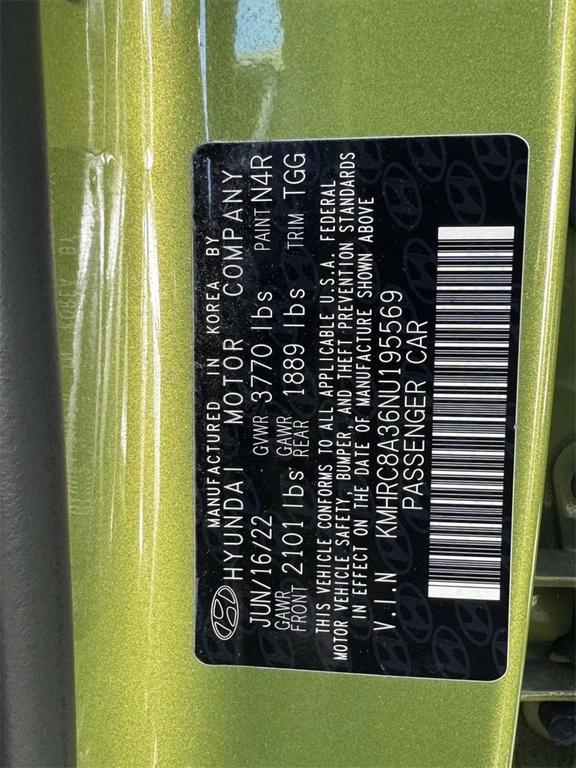 MANUFACTURED IN KOREA BY
HYUNDAI MOTOR COMPANY
JUN/16/22 GVWR 3770 lbs PAINT N4R
GAWR FRONT 2101 lbs GAWR REAR 1889 lbs TRIM TGG
THIS VEHICLE CONFORMS TO ALL APPLICABLE U.S.A. FEDERAL
MOTOR VEHICLE SAFETY, BUMPER, AND THEFT PREVENTION STANDARDS
IN EFFECT ON THE DATE OF MANUFACTURE SHOWN ABOVE
V.I.N KMHRC8A36NU195569
PASSENGER CAR